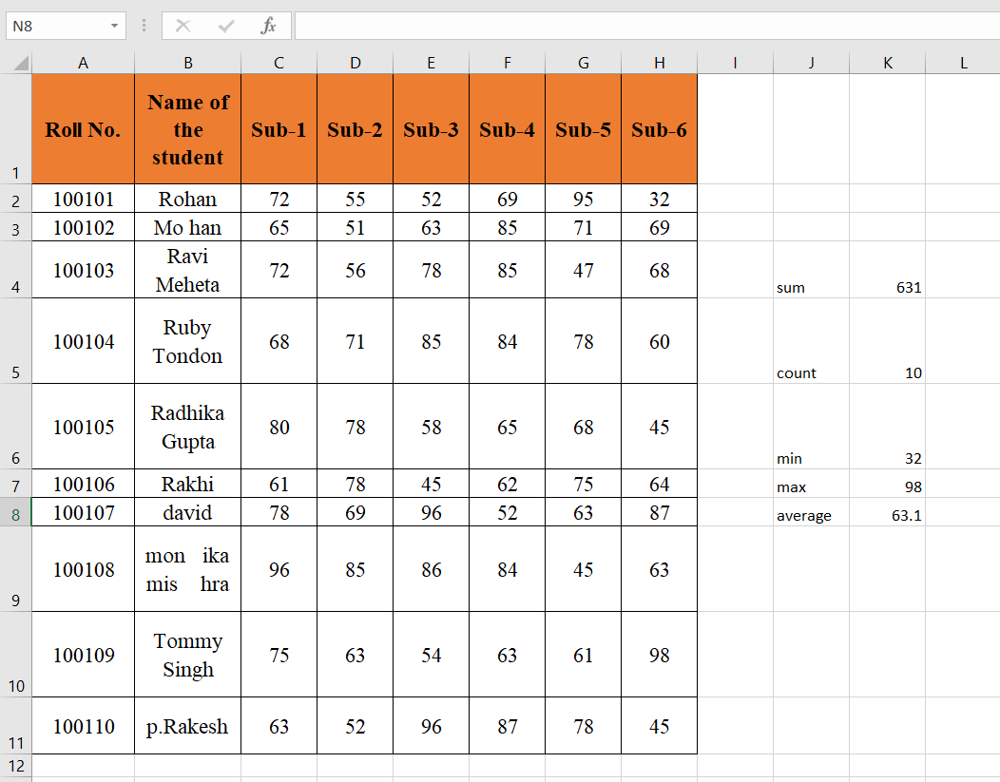 N8 fx
A B C D E F G H I J K L
Roll No. Name of the student Sub-1 Sub-2 Sub-3 Sub-4 Sub-5 Sub-6
1
2 100101 Rohan 72 55 52 69 95 32
3 100102 Mo han 65 51 63 85 71 69
4 100103 Ravi Meheta 72 56 78 85 47 68 sum 631
5 100104 Ruby Tondon 68 71 85 84 78 60 count 10
6 100105 Radhika Gupta 80 78 58 65 68 45 min 32
7 100106 Rakhi 61 78 45 62 75 64 max 98
8 100107 david 78 69 96 52 63 87 average 63.1
9 100108 mon ika mis hra 96 85 86 84 45 63
10 100109 Tommy Singh 75 63 54 63 61 98
11 100110 p.Rakesh 63 52 96 87 78 45
12